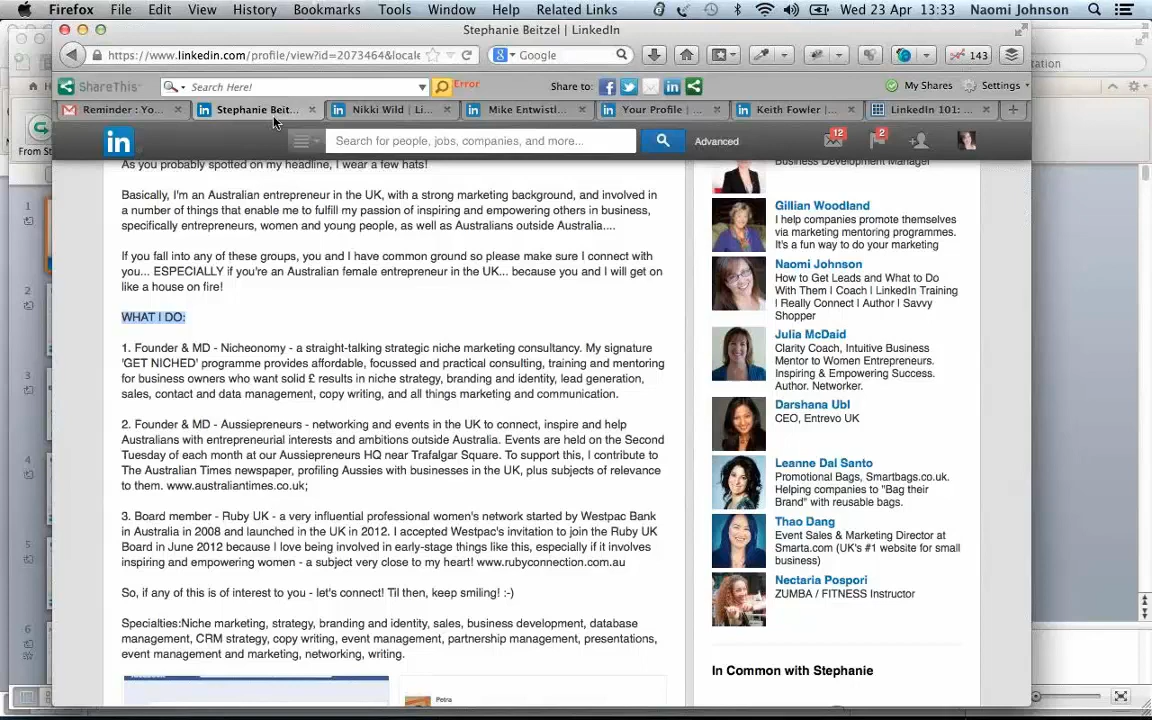 Firefox File Edit View History Bookmarks Tools Window Help Related Links Wed 23 Apr 13:33 Naomi Johnson
Stephanie Beitzel | LinkedIn
https://www.linkedin.com/profile/view?id=2073464&locale
Google
143
ShareThis
Search Here!
Error
Share to:
My Shares
Settings
Reminder : Yo...
Stephanie Beit...
Nikki Wild | Li...
Mike Entwistl...
Your Profile | ...
Keith Fowler | ...
LinkedIn 101: ...
From St
in
Search for people, jobs, companies, and more...
Advanced
12
2
As you probably spotted on my headline, I wear a few hats!
Basically, I'm an Australian entrepreneur in the UK, with a strong marketing background, and involved in
a number of things that enable me to fulfill my passion of inspiring and empowering others in business,
specifically entrepreneurs, women and young people, as well as Australians outside Australia....
If you fall into any of these groups, you and I have common ground so please make sure I connect with
you... ESPECIALLY if you're an Australian female entrepreneur in the UK... because you and I will get on
like a house on fire!
WHAT I DO:
1. Founder & MD - Nicheonomy - a straight-talking strategic niche marketing consultancy. My signature
'GET NICHED' programme provides affordable, focussed and practical consulting, training and mentoring
for business owners who want solid £ results in niche strategy, branding and identity, lead generation,
sales, contact and data management, copy writing, and all things marketing and communication.
2. Founder & MD - Aussiepreneurs - networking and events in the UK to connect, inspire and help
Australians with entrepreneurial interests and ambitions outside Australia. Events are held on the Second
Tuesday of each month at our Aussiepreneurs HQ near Trafalgar Square. To support this, I contribute to
The Australian Times newspaper, profiling Aussies with businesses in the UK, plus subjects of relevance
to them. www.australiantimes.co.uk;
3. Board member - Ruby UK - a very influential professional women's network started by Westpac Bank
in Australia in 2008 and launched in the UK in 2012. I accepted Westpac's invitation to join the Ruby UK
Board in June 2012 because I love being involved in early-stage things like this, especially if it involves
inspiring and empowering women - a subject very close to my heart! www.rubyconnection.com.au
So, if any of this is of interest to you - let's connect! Til then, keep smiling! :-)
Specialties:Niche marketing, strategy, branding and identity, sales, business development, database
management, CRM strategy, copy writing, event management, partnership management, presentations,
event management and marketing, networking, writing.
Petra
Business Development Manager
Gillian Woodland
I help companies promote themselves
via marketing mentoring programmes.
It's a fun way to do your marketing
Naomi Johnson
How to Get Leads and What to Do
With Them I Coach I LinkedIn Training
I Really Connect I Author I Savvy
Shopper
Julia McDaid
Clarity Coach, Intuitive Business
Mentor to Women Entrepreneurs.
Inspiring & Empowering Success.
Author. Networker.
Darshana Ubl
CEO, Entrevo UK
Leanne Dal Santo
Promotional Bags, Smartbags.co.uk.
Helping companies to "Bag their
Brand" with reusable bags.
Thao Dang
Event Sales & Marketing Director at
Smarta.com (UK's #1 website for small
business)
Nectaria Pospori
ZUMBA / FITNESS Instructor
In Common with Stephanie
1
2
3
4
5
6